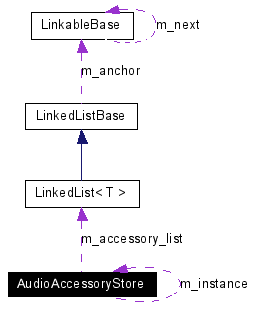 LinkableBase
m_next
m_anchor
LinkedListBase
LinkedList< T >
m_accessory_list
AudioAccessoryStore
m_instance